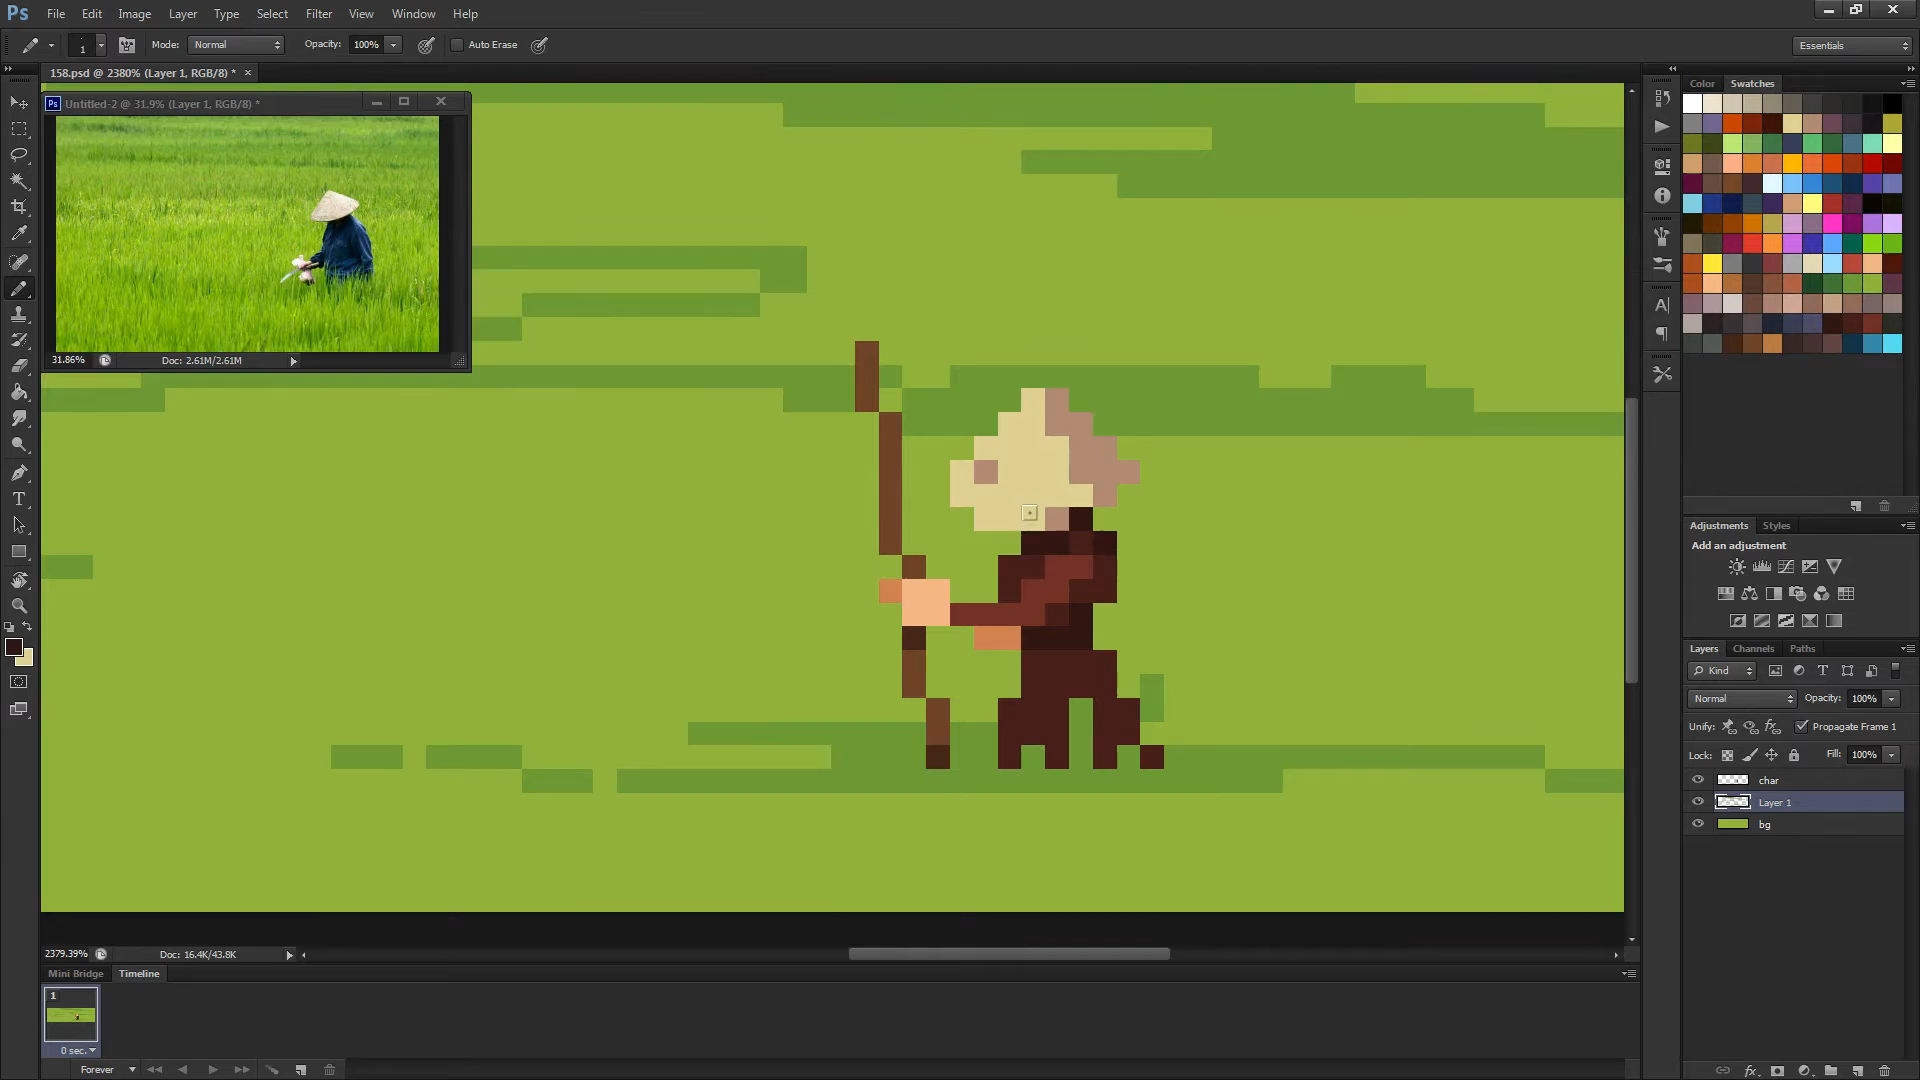 Ps File Edit Image Layer Type Select Filter Analysis View Window Help
1 Mode: Normal Opacity: 100% Auto Erase Essentials
158.psd @ 2380% (Layer 1, RGB/8) * ×
Ps Untitled-2 @ 31.9% (Layer 1, RGB/8) *
31.86% Doc: 2.61M/2.61M
Color Swatches
T
A
Adjustments Styles
Add an adjustment
Layers Channels Paths
Kind
Normal Opacity: 100%
Unify: Propagate Frame 1
Lock: Fill: 100%
char
Layer 1
bg
2379.39% Doc: 16.4K/43.8K
Mini Bridge Timeline
1
0 sec.
Forever
fx